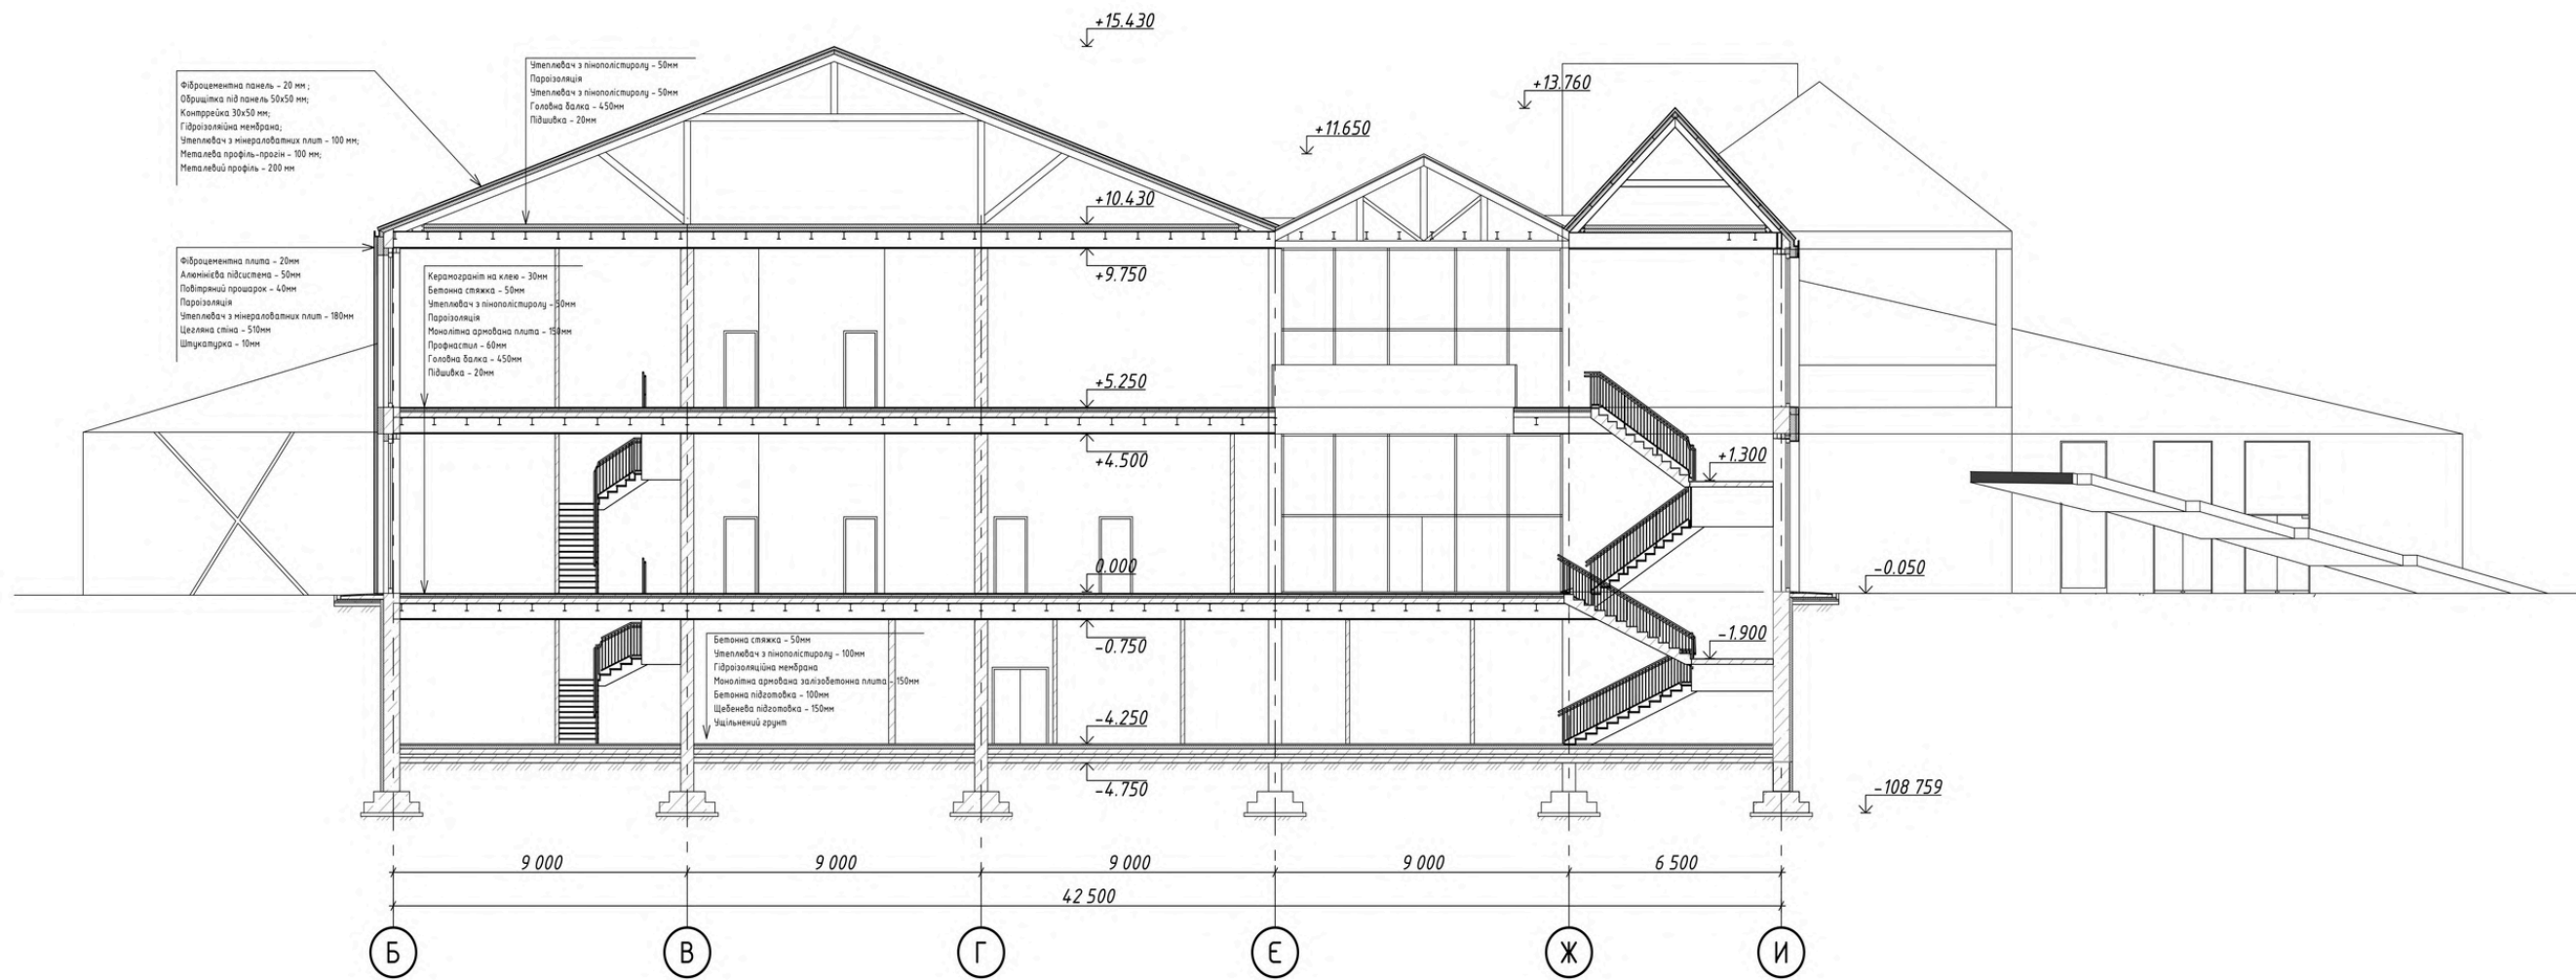 +15.430
Фіброцементна панель – 20 мм ;
Обрищітка під панель 50х50 мм;
Контррейка 30х50 мм;
Гідроізоляійна мембрана;
Утеплювач з мінераловатних плит – 100 мм;
Металева профіль-прогін – 100 мм;
Металевий профіль – 200 мм
Утеплювач з пінополістиролу – 50мм
Пароізоляція
Утеплювач з пінополістиролу – 50мм
Головна балка – 450мм
Підшивка – 20мм
+13.760
+11.650
+10.430
+9.750
Фіброцементна плита – 20мм
Алюмінієва підсистема – 50мм
Повітряний прошарок – 40мм
Пароізоляція
Утеплювач з мінераловатних плит – 180мм
Цегляна стіна – 510мм
Штукатурка – 10мм
Керамограніт на клею – 30мм
Бетонна стяжка – 50мм
Утеплювач з пінополістиролу – 50мм
Пароізоляція
Монолітна армована плита – 150мм
Профнастил – 60мм
Головна балка – 450мм
Підшивка – 20мм
+5.250
+4.500
+1.300
0.000
-0.050
-0.750
-1.900
Бетонна стяжка – 50мм
Утеплювач з пінополістиролу – 100мм
Гідроізоляційна мембрана
Монолітна армована залізобетонна плита – 150мм
Бетонна підготовка – 100мм
Щебенева підготовка – 150мм
Ущільнений грунт
-4.250
-4.750
-108 759
9 000
9 000
9 000
9 000
6 500
42 500
Б
В
Г
Є
Ж
И